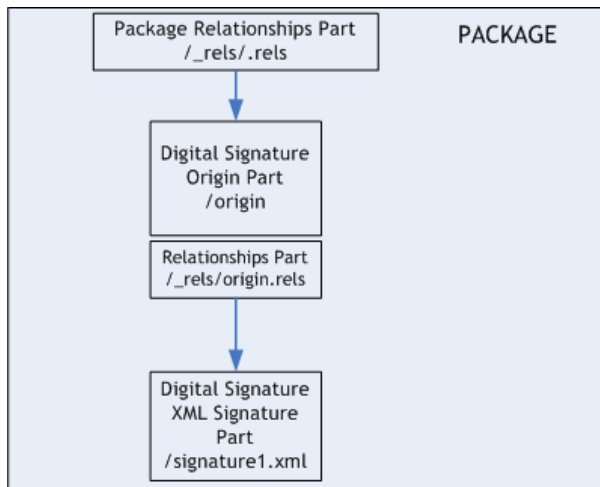 Package Relationships Part
/_rels/.rels
PACKAGE
Digital Signature
Origin Part
/origin
Relationships Part
/_rels/origin.rels
Digital Signature
XML Signature
Part
/signature1.xml